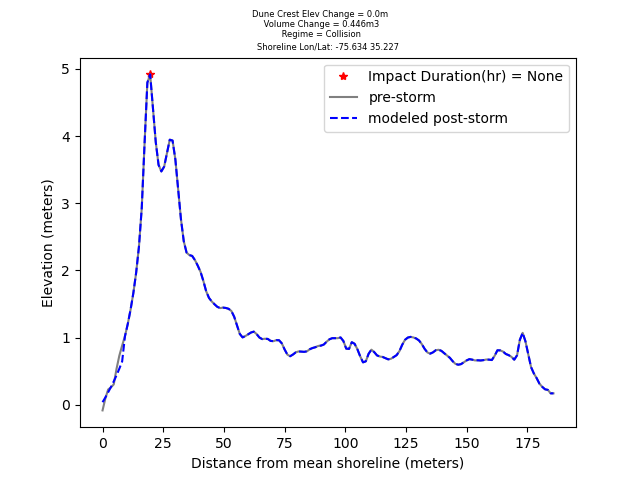 Dune Crest Elev Change = 0.0m
Volume Change = 0.446m3
Regime = Collision
Shoreline Lon/Lat: -75.634 35.227
Impact Duration(hr) = None
pre-storm
modeled post-storm
5
4
3
2
1
0
Elevation (meters)
0 25 50 75 100 125 150 175
Distance from mean shoreline (meters)